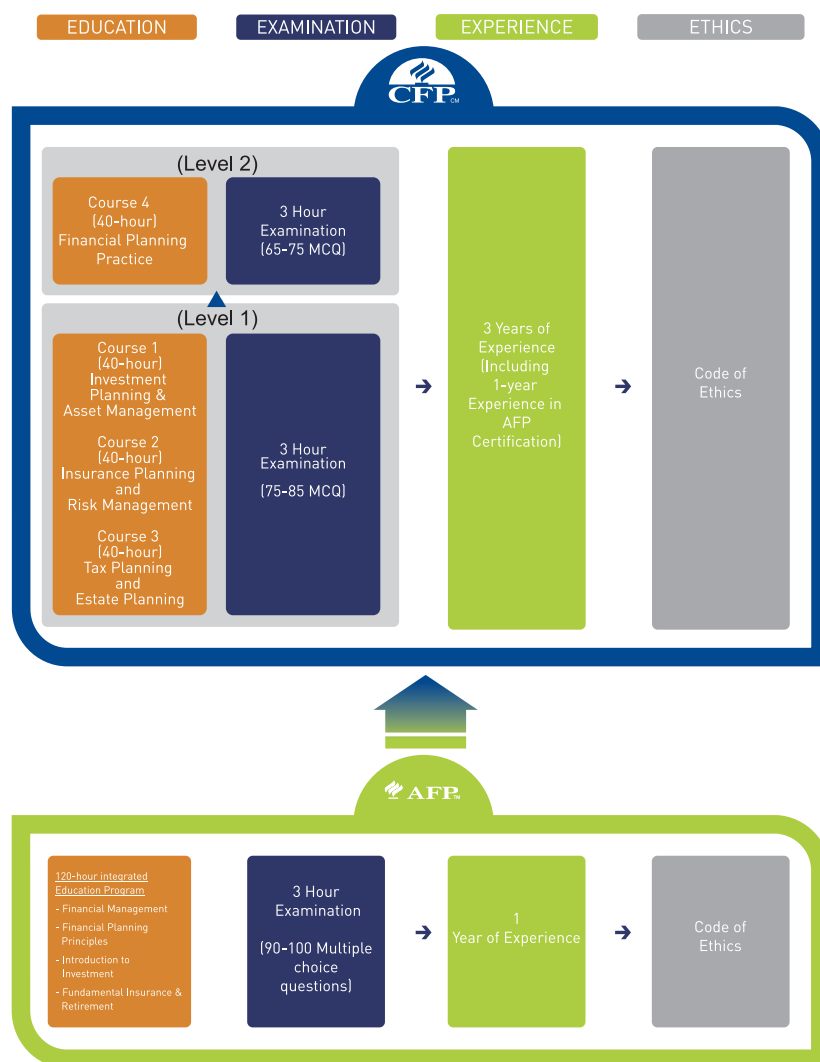 EDUCATION
EXAMINATION
EXPERIENCE
ETHICS
CFP CM
(Level 2)
Course 4
(40-hour)
Financial Planning
Practice
3 Hour
Examination
(65-75 MCQ)
(Level 1)
Course 1
(40-hour)
Investment
Planning &
Asset Management
Course 2
(40-hour)
Insurance Planning
and
Risk Management
Course 3
(40-hour)
Tax Planning
and
Estate Planning
3 Hour
Examination
(75-85 MCQ)
3 Years of
Experience
(Including
1-year
Experience in
AFP
Certification)
Code of
Ethics
AFP TM
120-hour integrated
Education Program
- Financial Management
- Financial Planning
Principles
- Introduction to
Investment
- Fundamental Insurance &
Retirement
3 Hour
Examination
(90-100 Multiple
choice
questions)
1
Year of Experience
Code of
Ethics